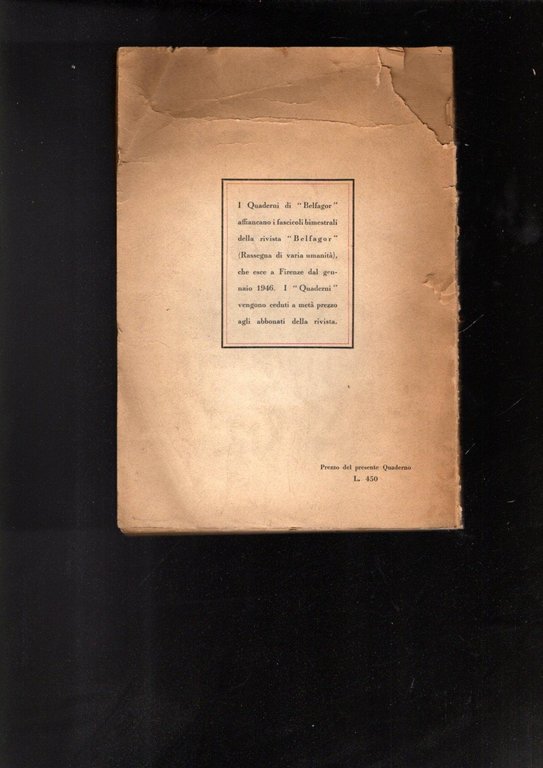 I Quaderni di "Belfagor"
affiancano i fascicoli bimestrali
della rivista "Belfagor"
(Rassegna di varia umanità),
che esce a Firenze dal gen-
naio 1946. I "Quaderni"
vengono ceduti a metà prezzo
agli abbonati della rivista.
Prezzo del presente Quaderno
L. 450